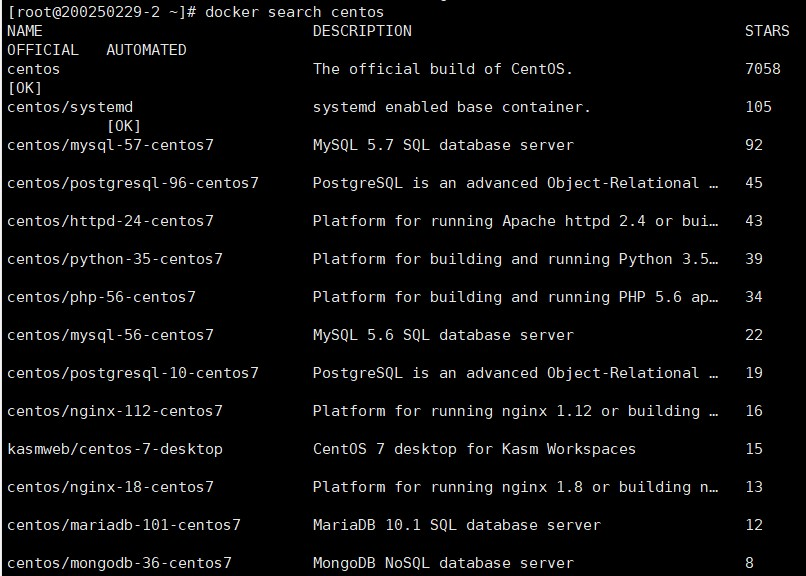 [root@200250229-2 ~]# docker search centos
NAME DESCRIPTION STARS
OFFICIAL AUTOMATED
centos The official build of CentOS. 7058
[OK]
centos/systemd systemd enabled base container. 105
[OK]
centos/mysql-57-centos7 MySQL 5.7 SQL database server 92
centos/postgresql-96-centos7 PostgreSQL is an advanced Object-Relational … 45
centos/httpd-24-centos7 Platform for running Apache httpd 2.4 or bui… 43
centos/python-35-centos7 Platform for building and running Python 3.5… 39
centos/php-56-centos7 Platform for building and running PHP 5.6 ap… 34
centos/mysql-56-centos7 MySQL 5.6 SQL database server 22
centos/postgresql-10-centos7 PostgreSQL is an advanced Object-Relational … 19
centos/nginx-112-centos7 Platform for running nginx 1.12 or building … 16
kasmweb/centos-7-desktop CentOS 7 desktop for Kasm Workspaces 15
centos/nginx-18-centos7 Platform for running nginx 1.8 or building n… 13
centos/mariadb-101-centos7 MariaDB 10.1 SQL database server 12
centos/mongodb-36-centos7 MongoDB NoSQL database server 8